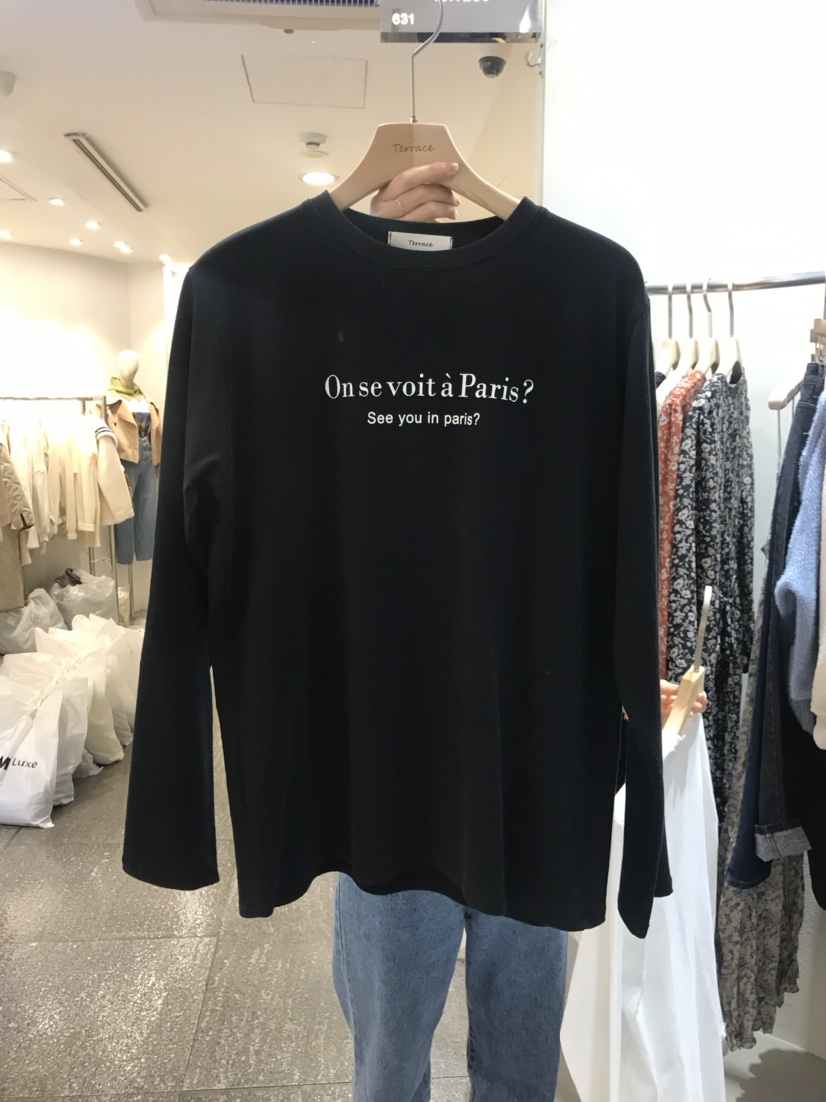 631
Terrace
Terrace
On se voit à Paris?
See you in paris?
Luxe